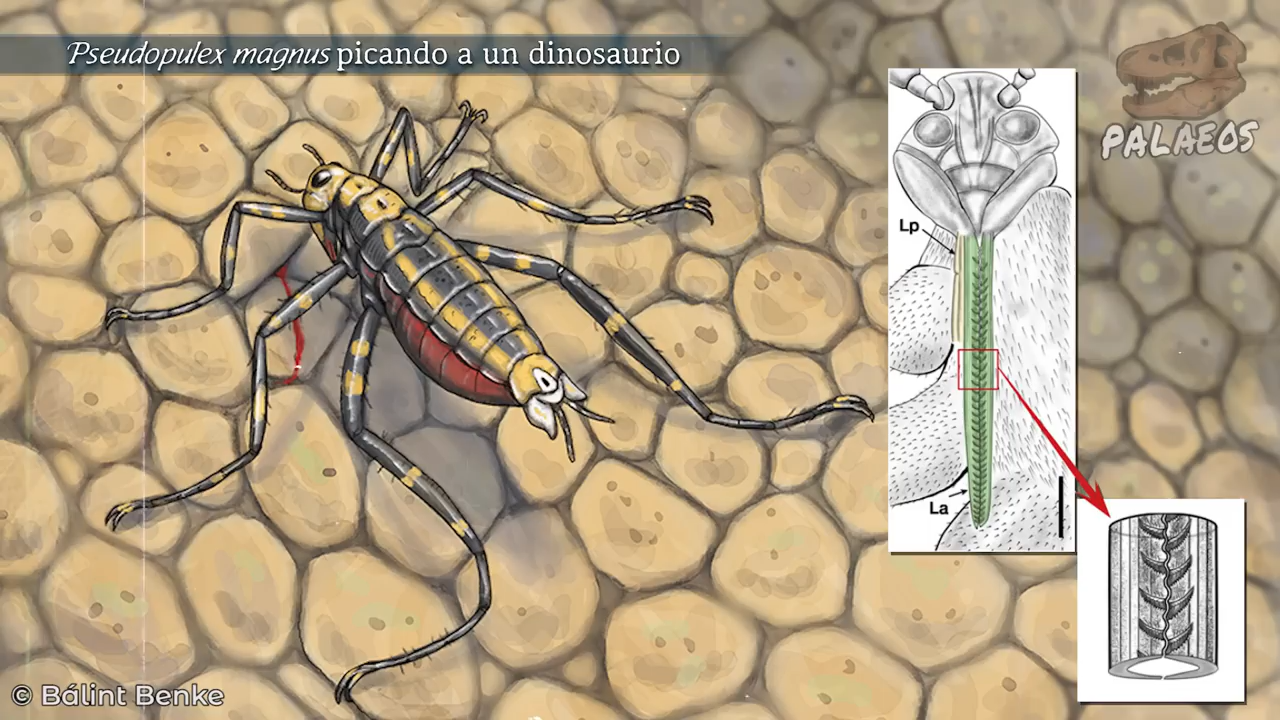 Pseudopulex magnus picando a un dinosaurio
PALAEOS
Lp
La
© Bálint Benke